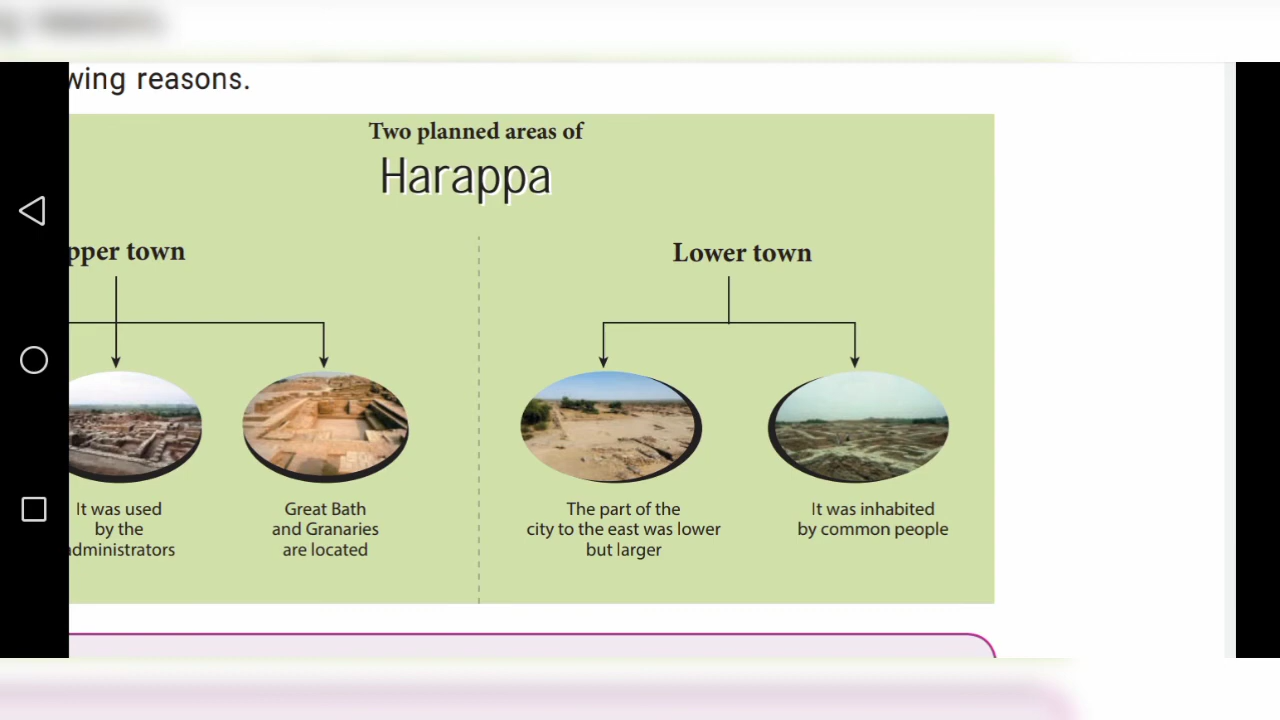 wing reasons.
Two planned areas of
Harappa
pper town
Lower town
It was used
by the
dministrators
Great Bath
and Granaries
are located
The part of the
city to the east was lower
but larger
It was inhabited
by common people